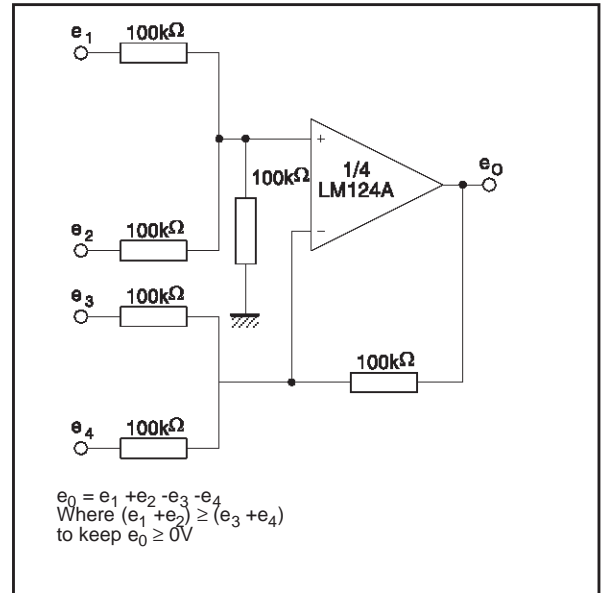 e1
100kΩ
100kΩ
1/4
LM124A
eO
e2
100kΩ
e3
100kΩ
100kΩ
e4
100kΩ
e0 = e1 +e2 -e3 -e4
Where (e1 +e2) ≥ (e3 +e4)
to keep e0 ≥ 0V